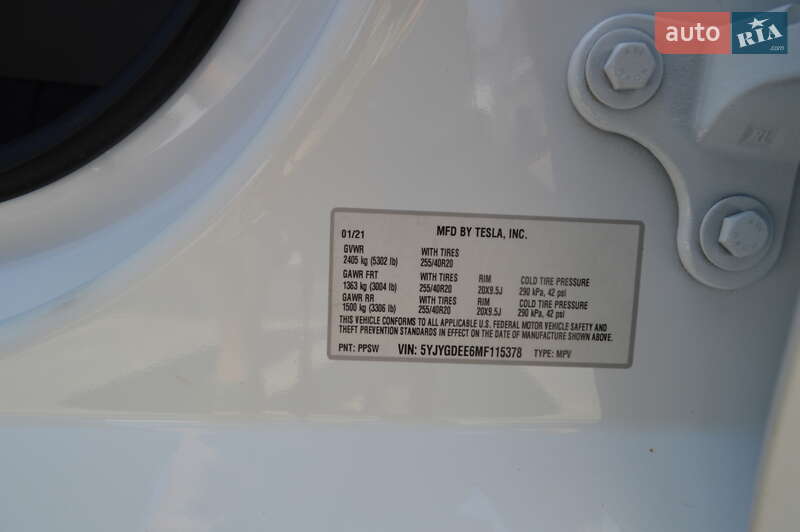 auto RIA.com
01/21 MFD BY TESLA, INC.
GVWR WITH TIRES
2405 kg (5302 lb) 255/40R20
GAWR FRT WITH TIRES RIM COLD TIRE PRESSURE
1363 kg (3004 lb) 255/40R20 20X9.5J 290 kPa, 42 psi
GAWR RR WITH TIRES RIM COLD TIRE PRESSURE
1500 kg (3306 lb) 255/40R20 20X9.5J 290 kPa, 42 psi
THIS VEHICLE CONFORMS TO ALL APPLICABLE U.S. FEDERAL MOTOR VEHICLE SAFETY AND
THEFT PREVENTION STANDARDS IN EFFECT ON THE DATE OF MANUFACTURE SHOWN ABOVE.
PNT: PPSW VIN: 5YJYGDEE6MF115378 TYPE: MPV